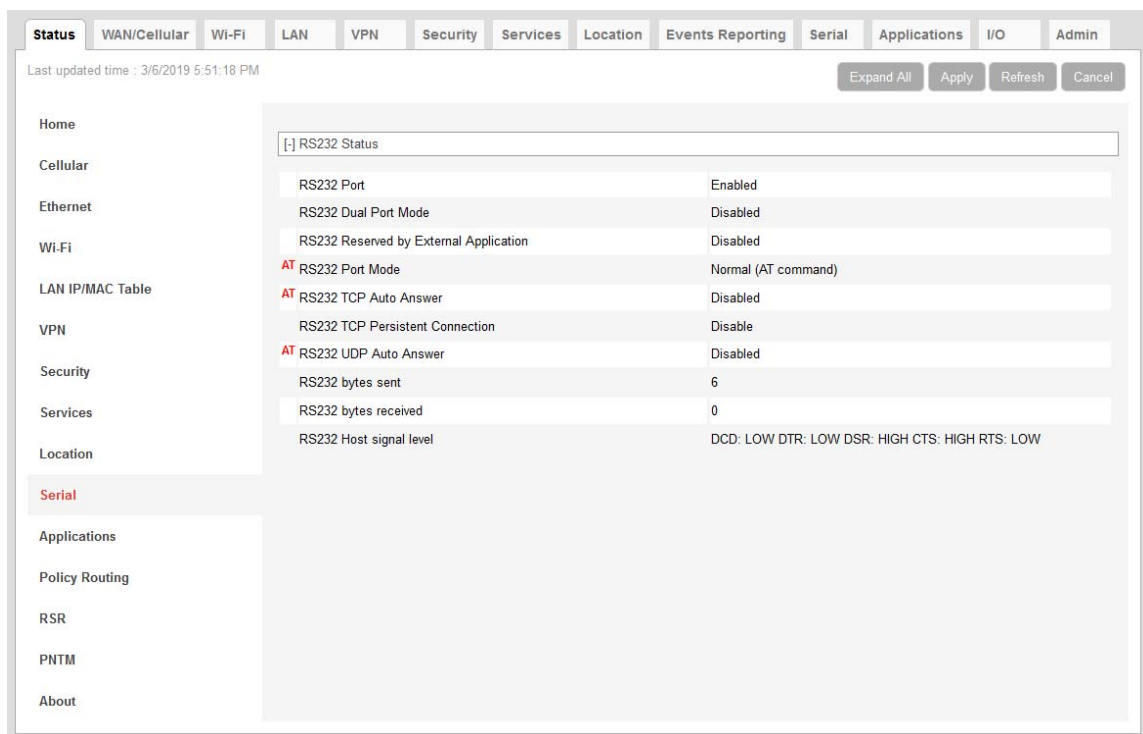 Status WAN/Cellular Wi-Fi LAN VPN Security Services Location Events Reporting Serial Applications I/O Admin
Last updated time : 3/6/2019 5:51:18 PM
Expand All Apply Refresh Cancel
Home
Cellular
Ethernet
Wi-Fi
LAN IP/MAC Table
VPN
Security
Services
Location
Serial
Applications
Policy Routing
RSR
PNTM
About
[-] RS232 Status
RS232 Port Enabled
RS232 Dual Port Mode Disabled
RS232 Reserved by External Application Disabled
AT RS232 Port Mode Normal (AT command)
AT RS232 TCP Auto Answer Disabled
RS232 TCP Persistent Connection Disable
AT RS232 UDP Auto Answer Disabled
RS232 bytes sent 6
RS232 bytes received 0
RS232 Host signal level DCD: LOW DTR: LOW DSR: HIGH CTS: HIGH RTS: LOW